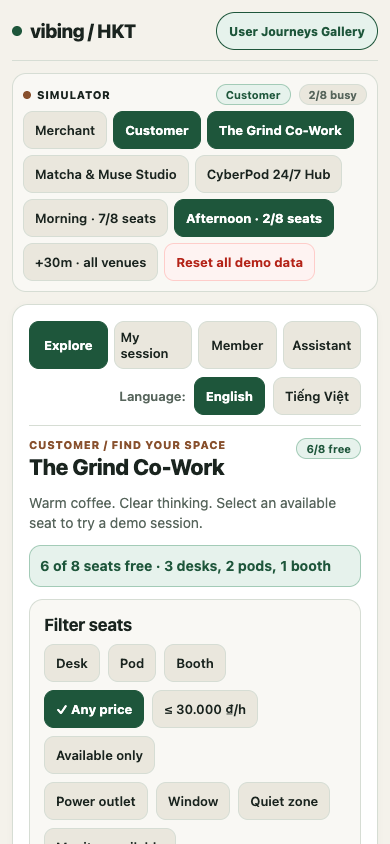 vibing / HKT
User Journeys Gallery
SIMULATOR
Customer
2/8 busy
Merchant
Customer
The Grind Co-Work
Matcha & Muse Studio
CyberPod 24/7 Hub
Morning · 7/8 seats
Afternoon · 2/8 seats
+30m · all venues
Reset all demo data
Explore
My
session
Member
Assistant
Language:
English
Tiếng Việt
CUSTOMER / FIND YOUR SPACE
6/8 free
The Grind Co-Work
Warm coffee. Clear thinking. Select an available
seat to try a demo session.
6 of 8 seats free · 3 desks, 2 pods, 1 booth
Filter seats
Desk
Pod
Booth
✓ Any price
≤ 30.000 ₫/h
Available only
Power outlet
Window
Quiet zone